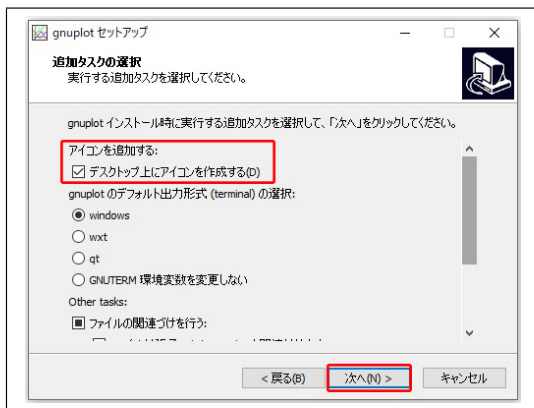 gnuplot セットアップ
追加タスクの選択
実行する追加タスクを選択してください。
gnuplot インストール時に実行する追加タスクを選択して、「次へ」をクリックしてください。
アイコンを追加する:
デスクトップ上にアイコンを作成する(D)
gnuplot のデフォルト出力形式 (terminal) の選択:
windows
wxt
qt
GNUTERM 環境変数を変更しない
Other tasks:
ファイルの関連づけを行う:
< 戻る(B)
次へ(N) >
キャンセル